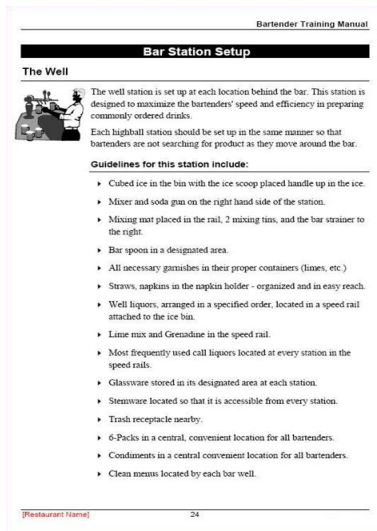 Bartender Training Manual
Bar Station Setup
The Well
The well station is set up at each location behind the bar. This station is
designed to maximize the bartenders' speed and efficiency in preparing
commonly ordered drinks.
Each highball station should be set up in the same manner so that
bartenders are not searching for product as they move around the bar.
Guidelines for this station include:
Cubed ice in the bin with the ice scoop placed handle up in the ice.
Mixer and soda gun on the right hand side of the station.
Mixing mat placed in the rail, 2 mixing tins, and the bar strainer to
the right.
Bar spoon in a designated area.
All necessary garnishes in their proper containers (limes, etc.)
Straws, napkins in the napkin holder - organized and in easy reach.
Well liquors, arranged in a specified order, located in a speed rail
attached to the ice bin.
Lime mix and Grenadine in the speed rail.
Most frequently used call liquors located at every station in the
speed rails.
Glassware stored in its designated area at each station.
Stemware located so that it is accessible from every station.
Trash receptacle nearby.
6-Packs in a central, convenient location for all bartenders.
Condiments in a central convenient location for all bartenders.
Clean menus located by each bar well.
[Restaurant Name] 24